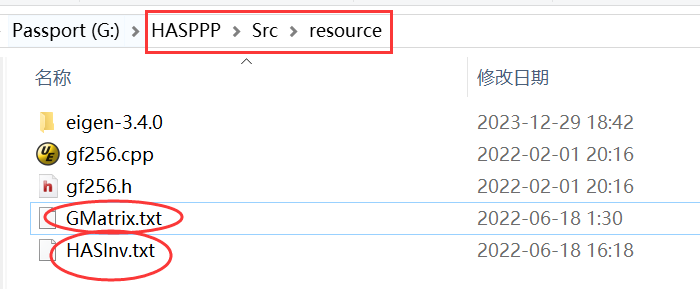 Passport (G:) > HASPPP > Src > resource
名称 修改日期
eigen-3.4.0 2023-12-29 18:42
gf256.cpp 2022-02-01 20:16
gf256.h 2022-02-01 20:16
GMatrix.txt 2022-06-18 1:30
HASInv.txt 2022-06-18 16:18